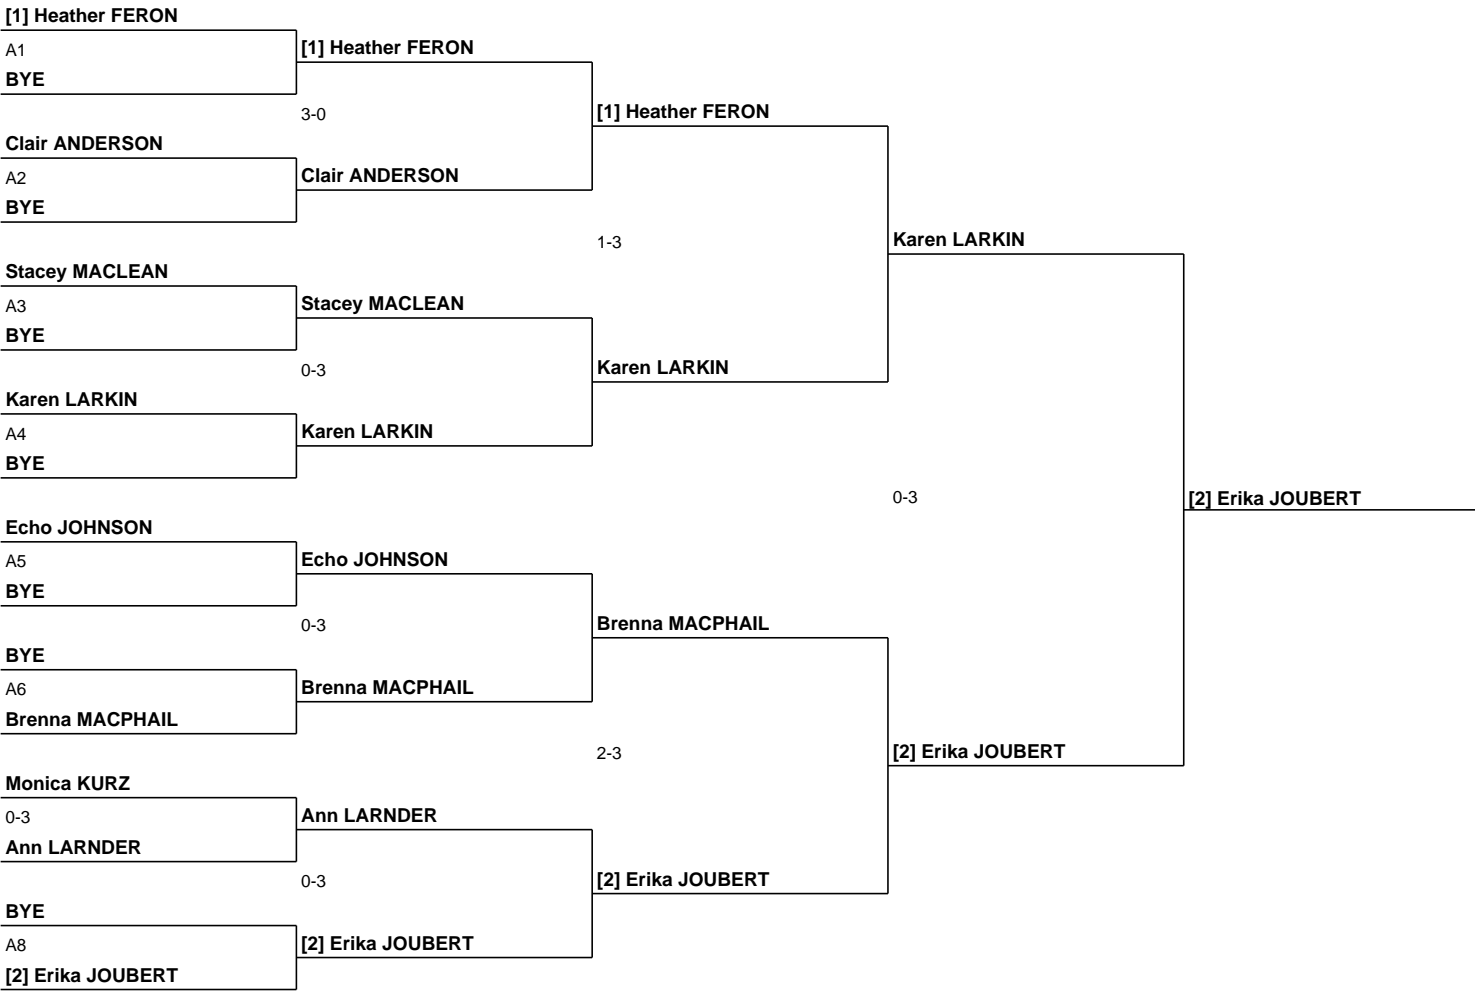 [1] Heather FERON
A1
BYE
[1] Heather FERON
3-0
Clair ANDERSON
A2
BYE
Clair ANDERSON
[1] Heather FERON
1-3
Stacey MACLEAN
A3
BYE
Stacey MACLEAN
0-3
Karen LARKIN
A4
BYE
Karen LARKIN
Karen LARKIN
Karen LARKIN
0-3
Echo JOHNSON
A5
BYE
Echo JOHNSON
0-3
BYE
A6
Brenna MACPHAIL
Brenna MACPHAIL
Brenna MACPHAIL
2-3
Monica KURZ
0-3
Ann LARNDER
Ann LARNDER
0-3
BYE
A8
[2] Erika JOUBERT
[2] Erika JOUBERT
[2] Erika JOUBERT
[2] Erika JOUBERT
[2] Erika JOUBERT